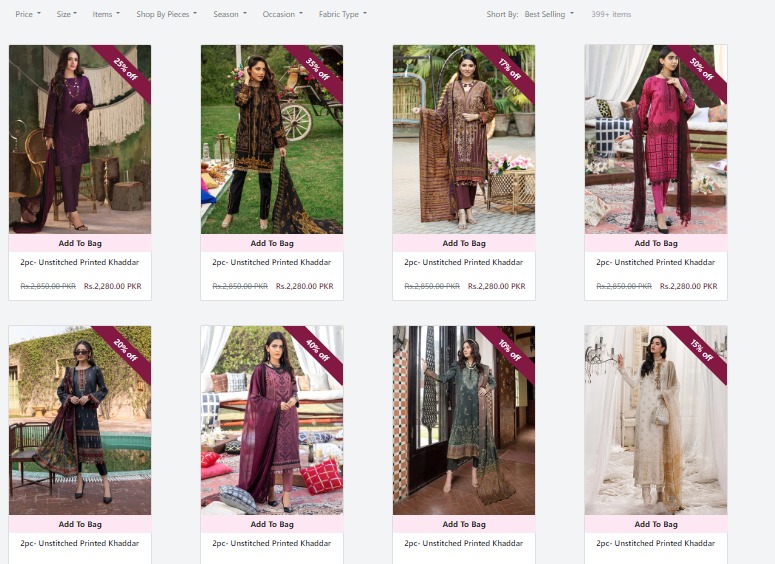 Price Size Items Shop By Pieces Season Occasion Fabric Type Short By: Best Selling 399+ items
25% off 35% off 17% off 50% off
Add To Bag Add To Bag Add To Bag Add To Bag
2pc- Unstitched Printed Khaddar 2pc- Unstitched Printed Khaddar 2pc- Unstitched Printed Khaddar 2pc- Unstitched Printed Khaddar
Rs.2,850.00 PKR Rs.2,280.00 PKR Rs.2,850.00 PKR Rs.2,280.00 PKR Rs.2,850.00 PKR Rs.2,280.00 PKR Rs.2,850.00 PKR Rs.2,280.00 PKR
20% off 40% off 10% off 15% off
Add To Bag Add To Bag Add To Bag Add To Bag
2pc- Unstitched Printed Khaddar 2pc- Unstitched Printed Khaddar 2pc- Unstitched Printed Khaddar 2pc- Unstitched Printed Khaddar